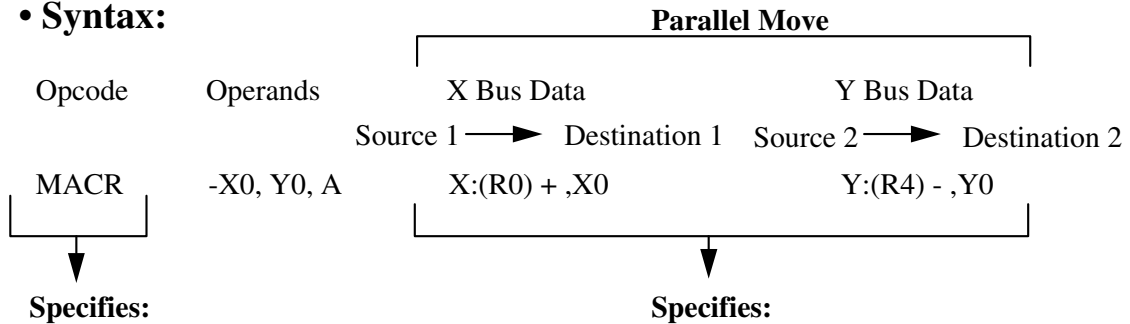 • Syntax:
Parallel Move
Opcode Operands X Bus Data Y Bus Data
Source 1 Destination 1 Source 2 Destination 2
MACR -X0, Y0, A X:(R0) + ,X0 Y:(R4) - ,Y0
Specifies: Specifies: